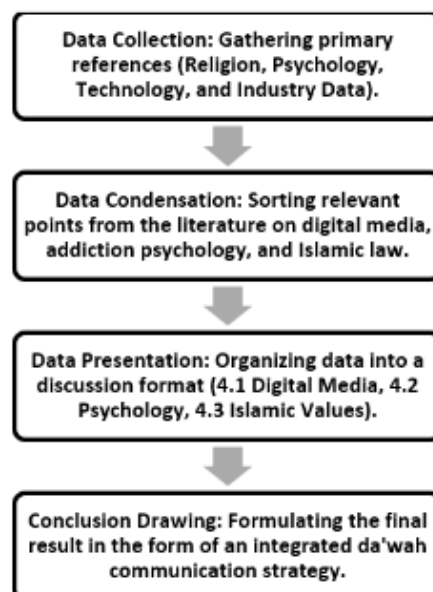 Data Collection: Gathering primary
references (Religion, Psychology,
Technology, and Industry Data).
Data Condensation: Sorting relevant
points from the literature on digital media,
addiction psychology, and Islamic law.
Data Presentation: Organizing data into a
discussion format (4.1 Digital Media, 4.2
Psychology, 4.3 Islamic Values).
Conclusion Drawing: Formulating the final
result in the form of an integrated da'wah
communication strategy.